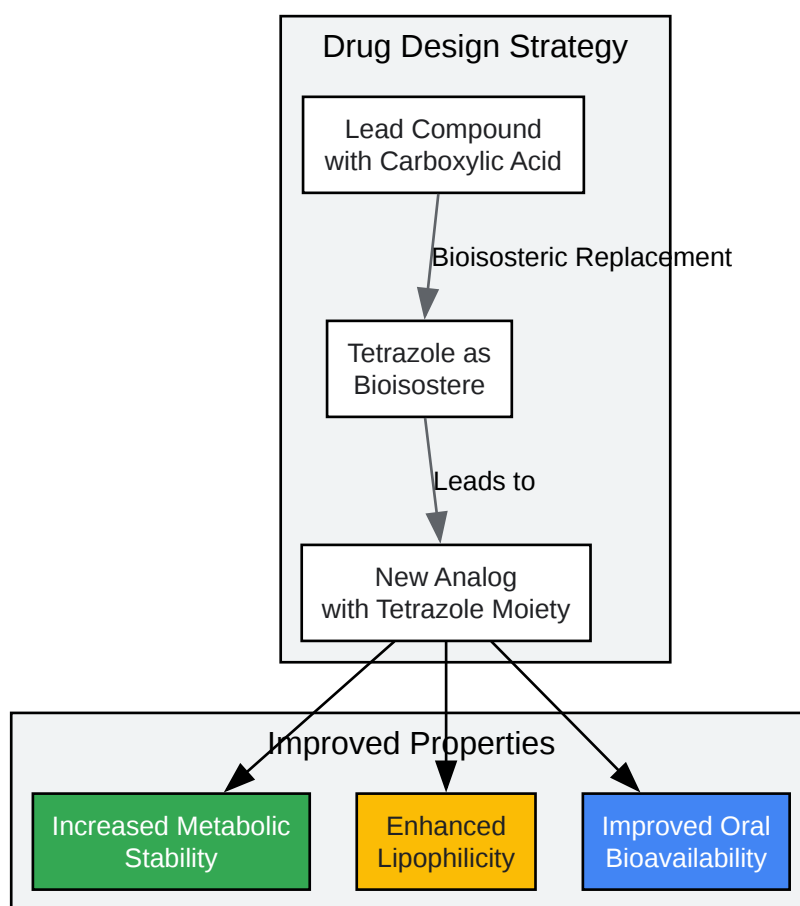 Drug Design Strategy
Lead Compound
with Carboxylic Acid
Bioisosteric Replacement
Tetrazole as
Bioisostere
Leads to
New Analog
with Tetrazole Moiety
Improved Properties
Increased Metabolic
Stability
Enhanced
Lipophilicity
Improved Oral
Bioavailability